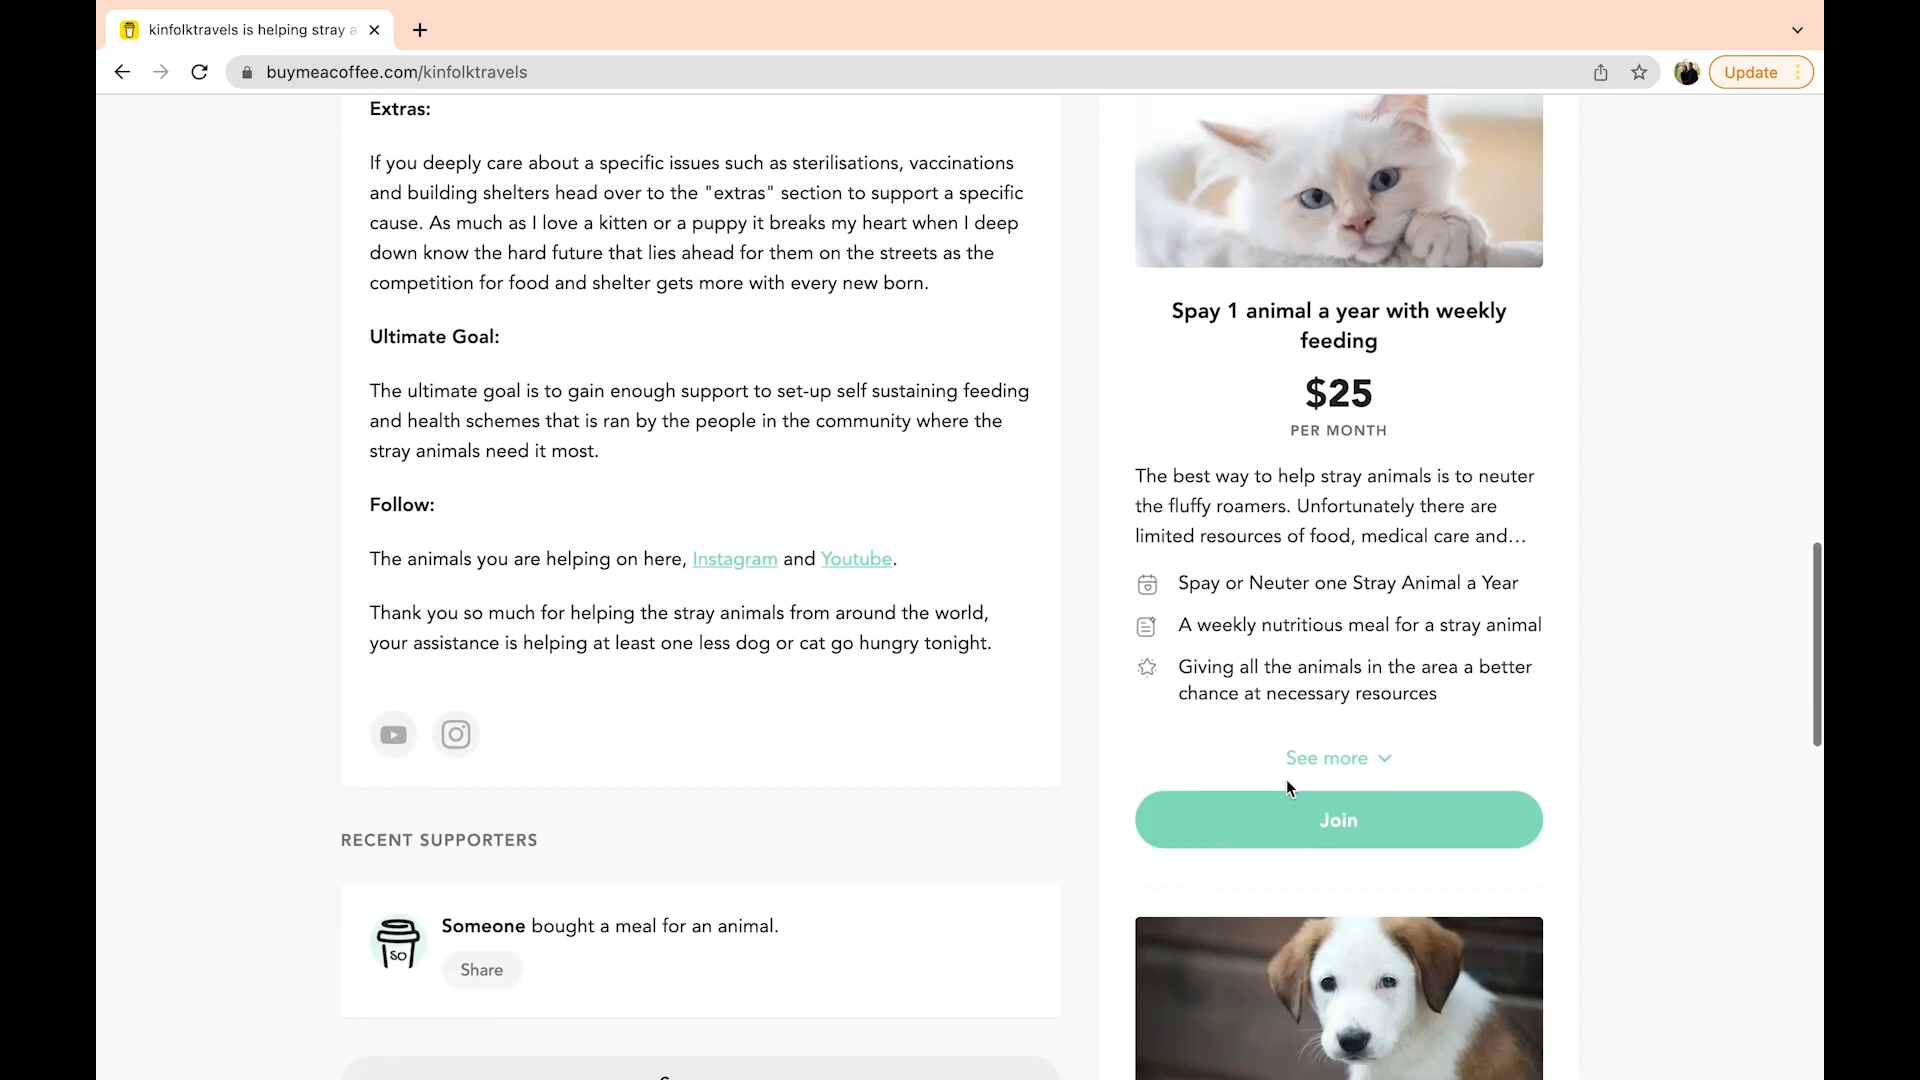 kinfolktravels is helping stray a
buymeacoffee.com/kinfolktravels
Update
Extras:
If you deeply care about a specific issues such as sterilisations, vaccinations
and building shelters head over to the "extras" section to support a specific
cause. As much as I love a kitten or a puppy it breaks my heart when I deep
down know the hard future that lies ahead for them on the streets as the
competition for food and shelter gets more with every new born.
Ultimate Goal:
The ultimate goal is to gain enough support to set-up self sustaining feeding
and health schemes that is ran by the people in the community where the
stray animals need it most.
Follow:
The animals you are helping on here, Instagram and Youtube.
Thank you so much for helping the stray animals from around the world,
your assistance is helping at least one less dog or cat go hungry tonight.
RECENT SUPPORTERS
SO
Someone bought a meal for an animal.
Share
Spay 1 animal a year with weekly
feeding
$25
PER MONTH
The best way to help stray animals is to neuter
the fluffy roamers. Unfortunately there are
limited resources of food, medical care and...
Spay or Neuter one Stray Animal a Year
A weekly nutritious meal for a stray animal
Giving all the animals in the area a better
chance at necessary resources
See more
Join